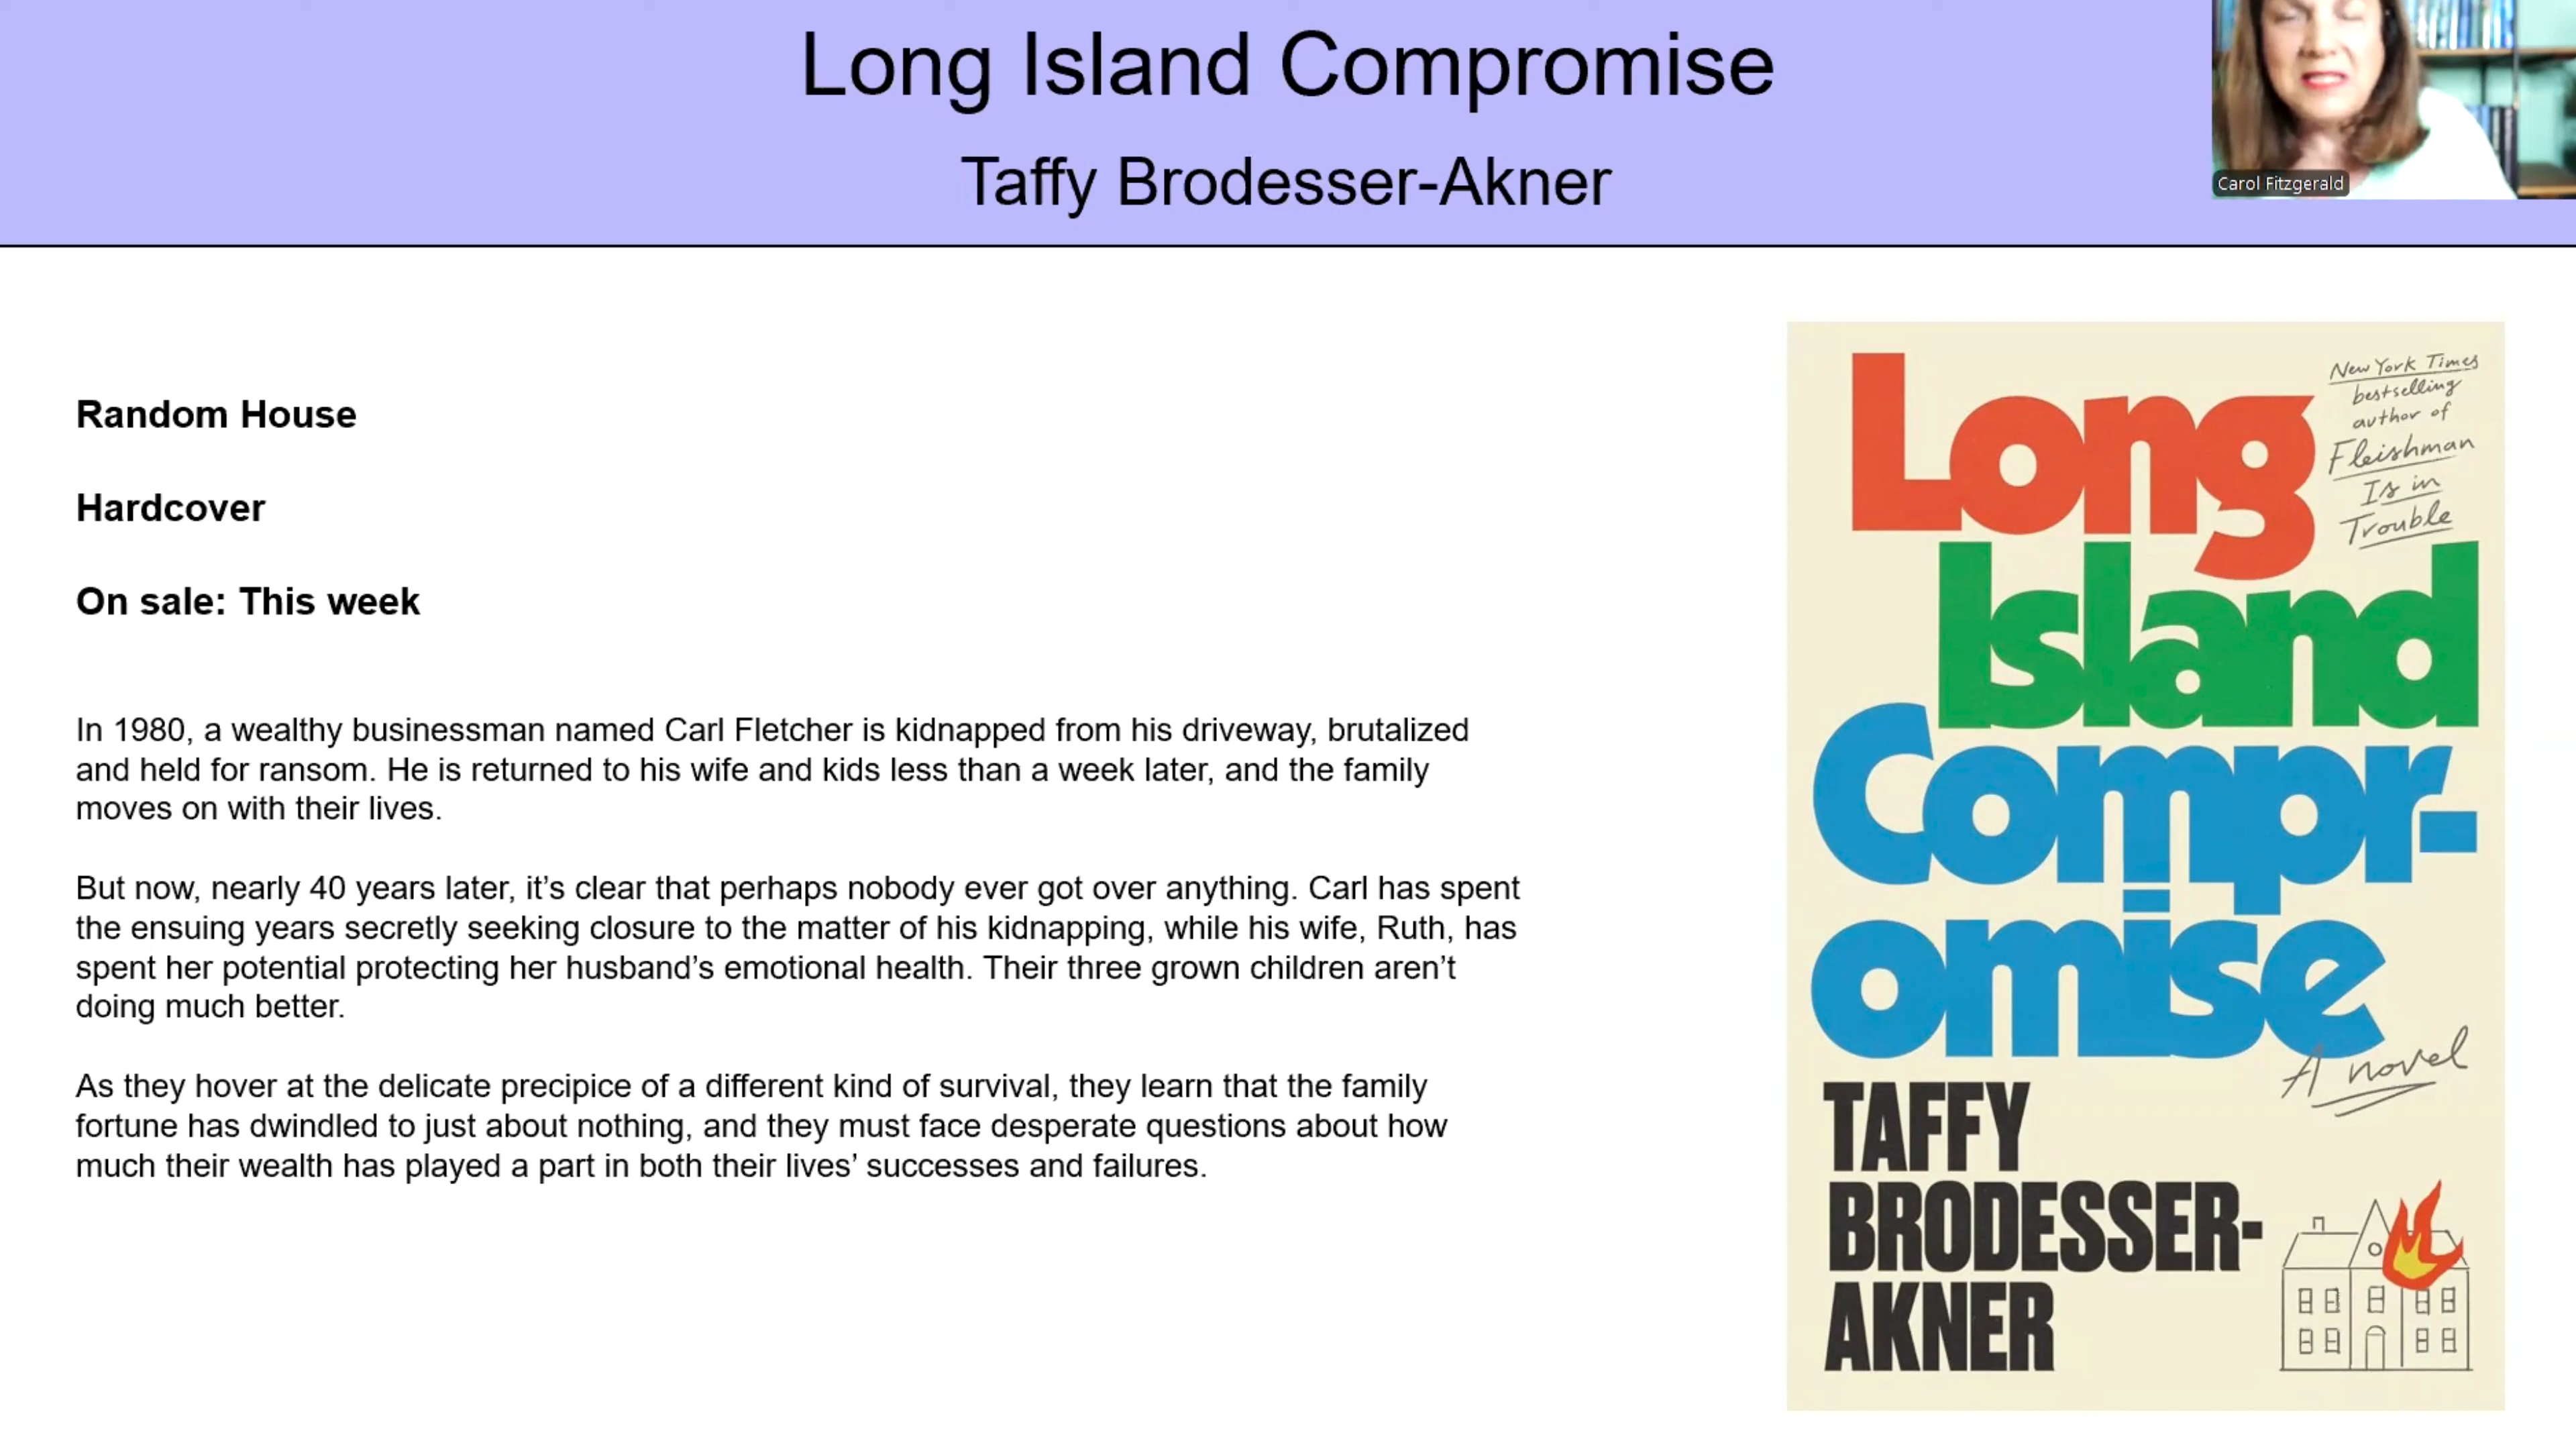 Long Island Compromise
Taffy Brodesser-Akner
Carol Fitzgerald
Random House
Hardcover
On sale: This week
In 1980, a wealthy businessman named Carl Fletcher is kidnapped from his driveway, brutalized
and held for ransom. He is returned to his wife and kids less than a week later, and the family
moves on with their lives.
But now, nearly 40 years later, it’s clear that perhaps nobody ever got over anything. Carl has spent
the ensuing years secretly seeking closure to the matter of his kidnapping, while his wife, Ruth, has
spent her potential protecting her husband’s emotional health. Their three grown children aren’t
doing much better.
As they hover at the delicate precipice of a different kind of survival, they learn that the family
fortune has dwindled to just about nothing, and they must face desperate questions about how
much their wealth has played a part in both their lives’ successes and failures.
Long
Island
Compr-
omise
New York Times
bestselling
author of
Fleishman
Is in
Trouble
A novel
TAFFY
BRODESSER-
AKNER